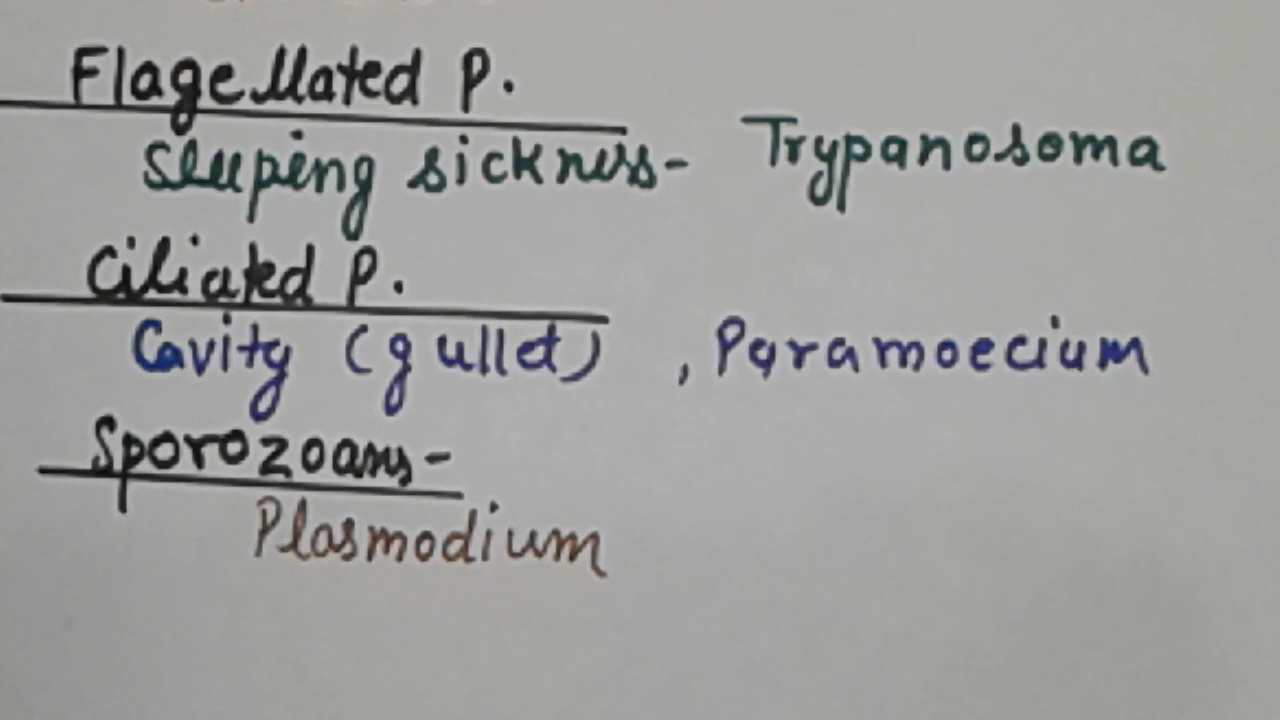 Flagellated P.
Sleeping sickness- Trypanosoma
Ciliated P.
Cavity (gullet) , Paramoecium
Sporozoans-
Plasmodium